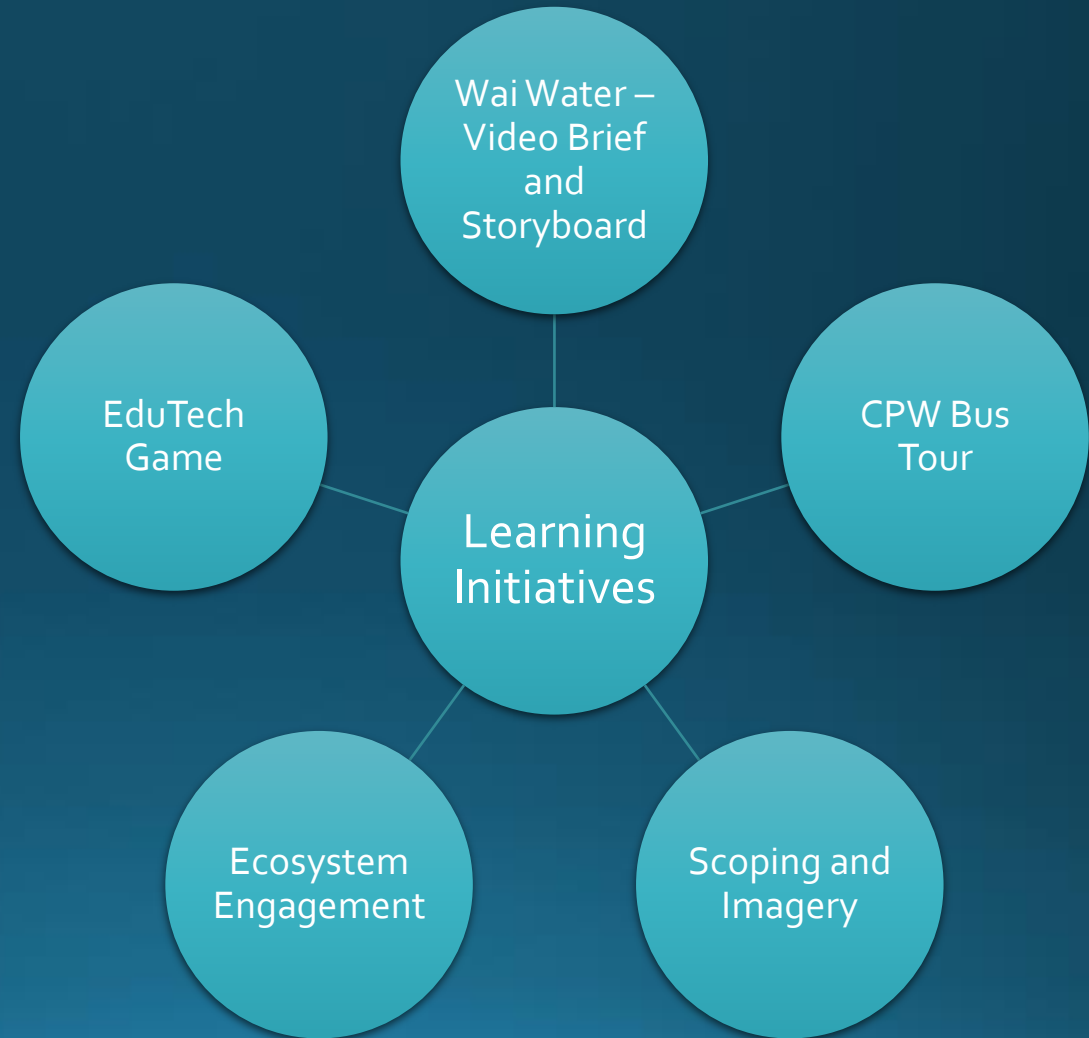 Wai Water –
Video Brief
and
Storyboard
EduTech
Game
CPW Bus
Tour
Learning
Initiatives
Ecosystem
Engagement
Scoping and
Imagery